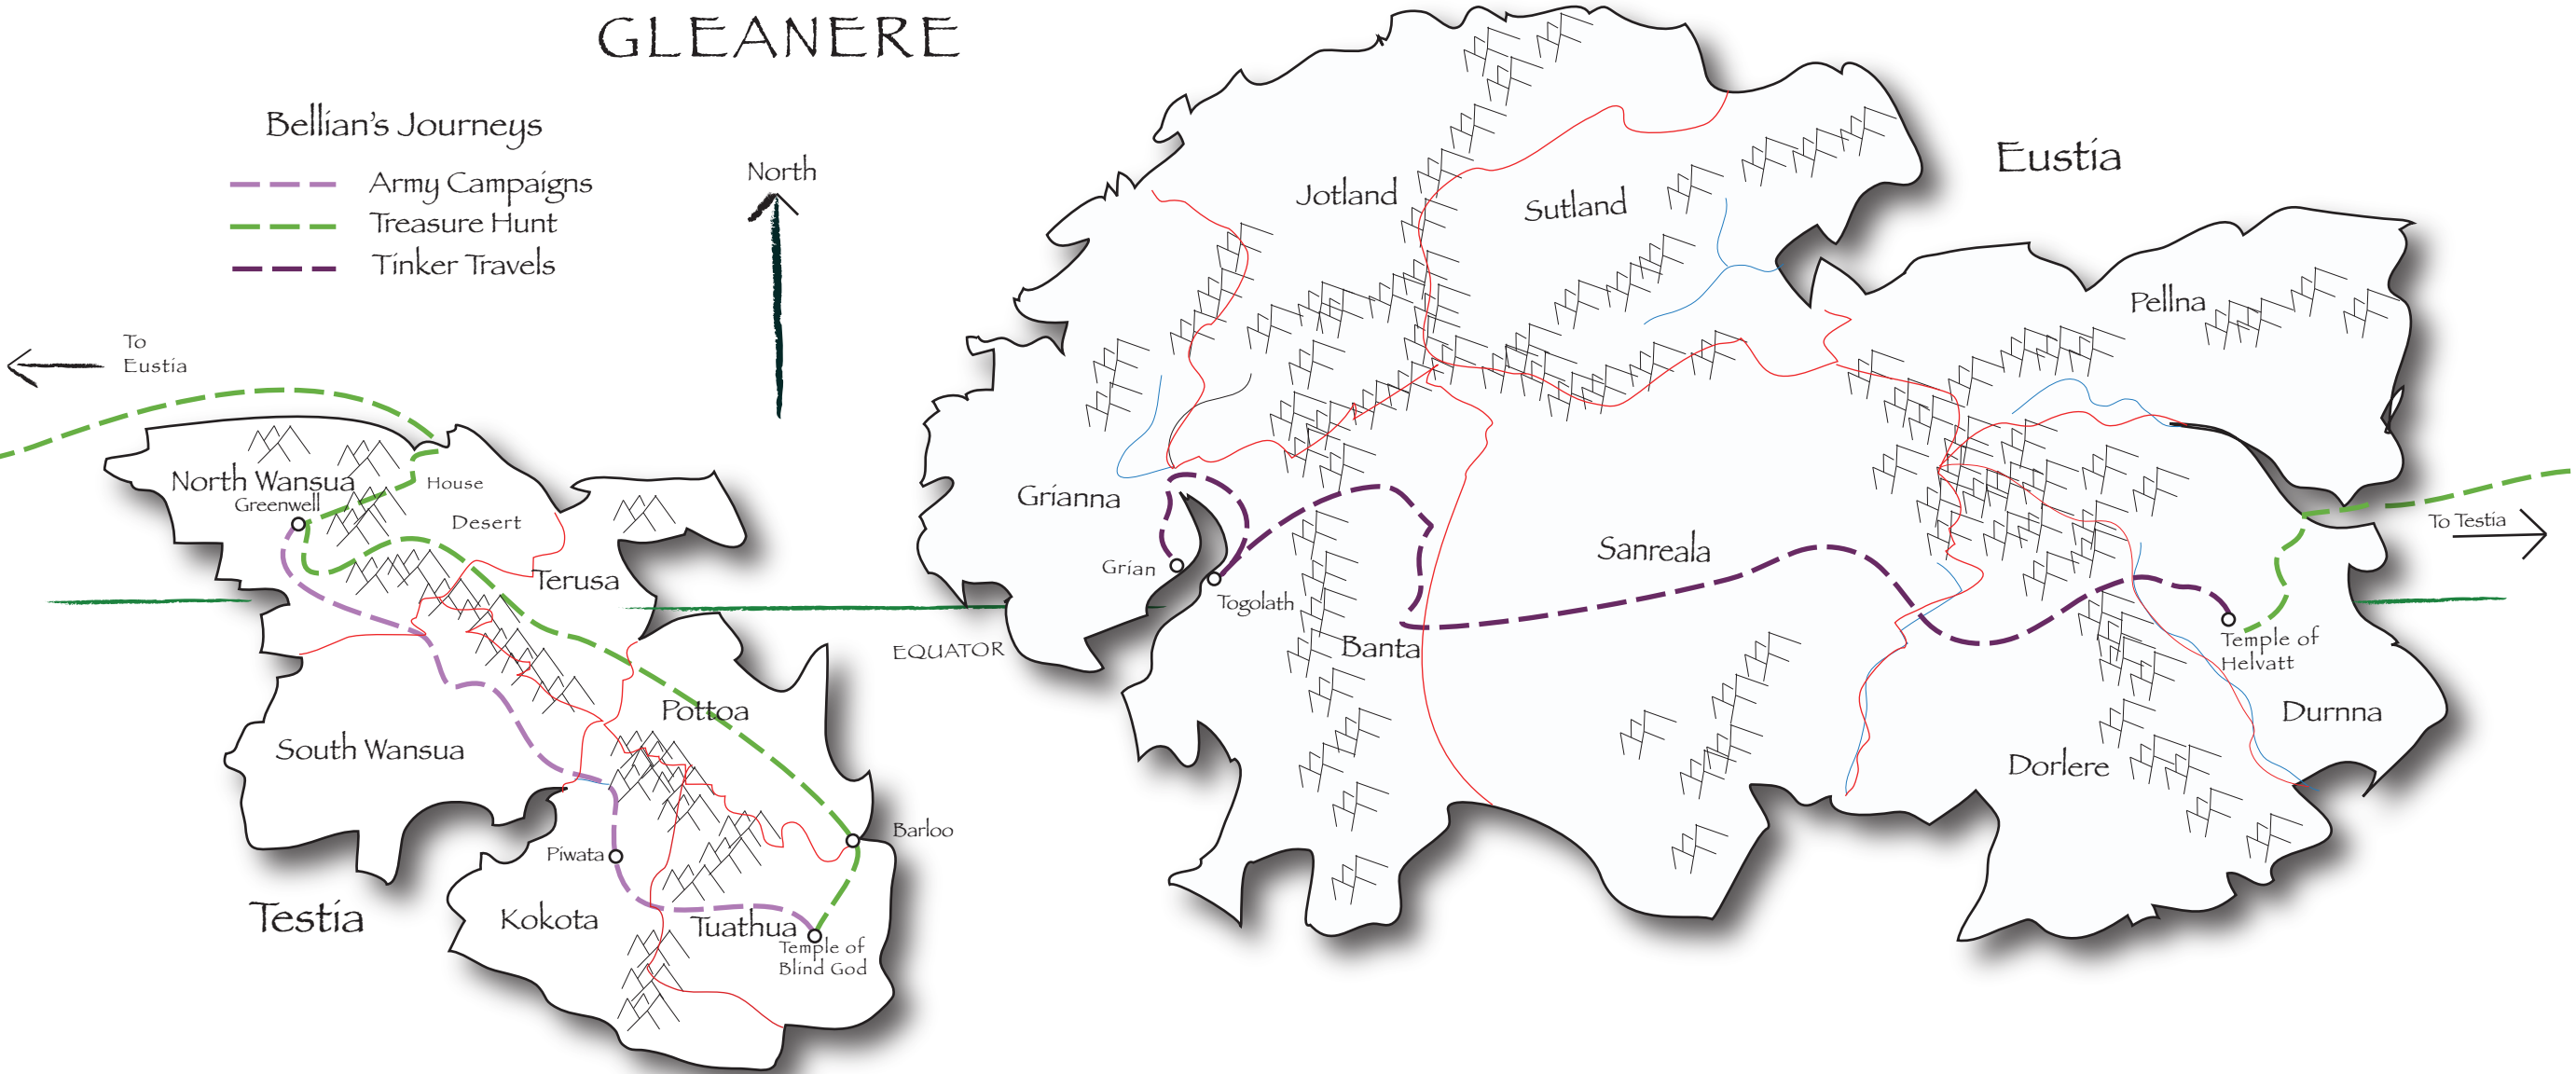 GLEANERE
Bellian's Journeys
Army Campaigns
Treasure Hunt
Tinker Travels
North
To
Eustia
North Wansua
Greenwell
House
Desert
Terusa
EQUATOR
South Wansua
Pottoa
Barloo
Piwata
Kokota
Tuathua
Temple of
Blind God
Testia
Eustia
Jotland
Sutland
Pellna
Grianna
Grian
Togolath
Banta
Sanreala
To Testia
Temple of
Helvatt
Durnna
Dorlere